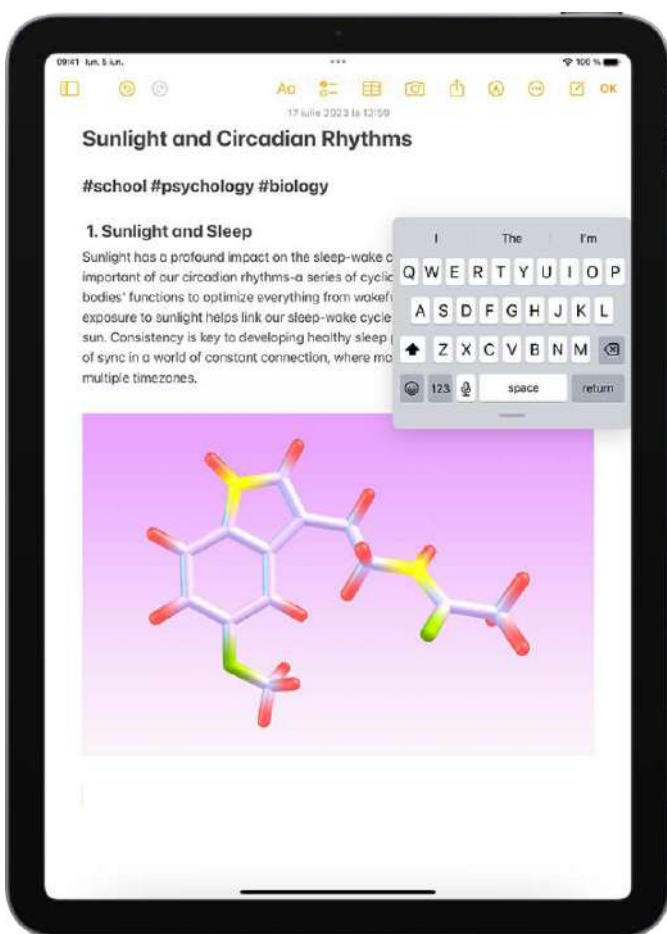 09:41 lun. 5 iun.
100 %
Aa
OK
17 iulie 2023 la 12:50
Sunlight and Circadian Rhythms
#school #psychology #biology
1. Sunlight and Sleep
Sunlight has a profound impact on the sleep-wake c
important of our circadian rhythms-a series of cyclic
bodies' functions to optimize everything from wakef
exposure to sunlight helps link our sleep-wake cycle
sun. Consistency is key to developing healthy sleep
of sync in a world of constant connection, where
multiple timezones.
I The I'm
Q W E R T Y U I O P
A S D F G H J K L
Z X C V B N M
123 space return